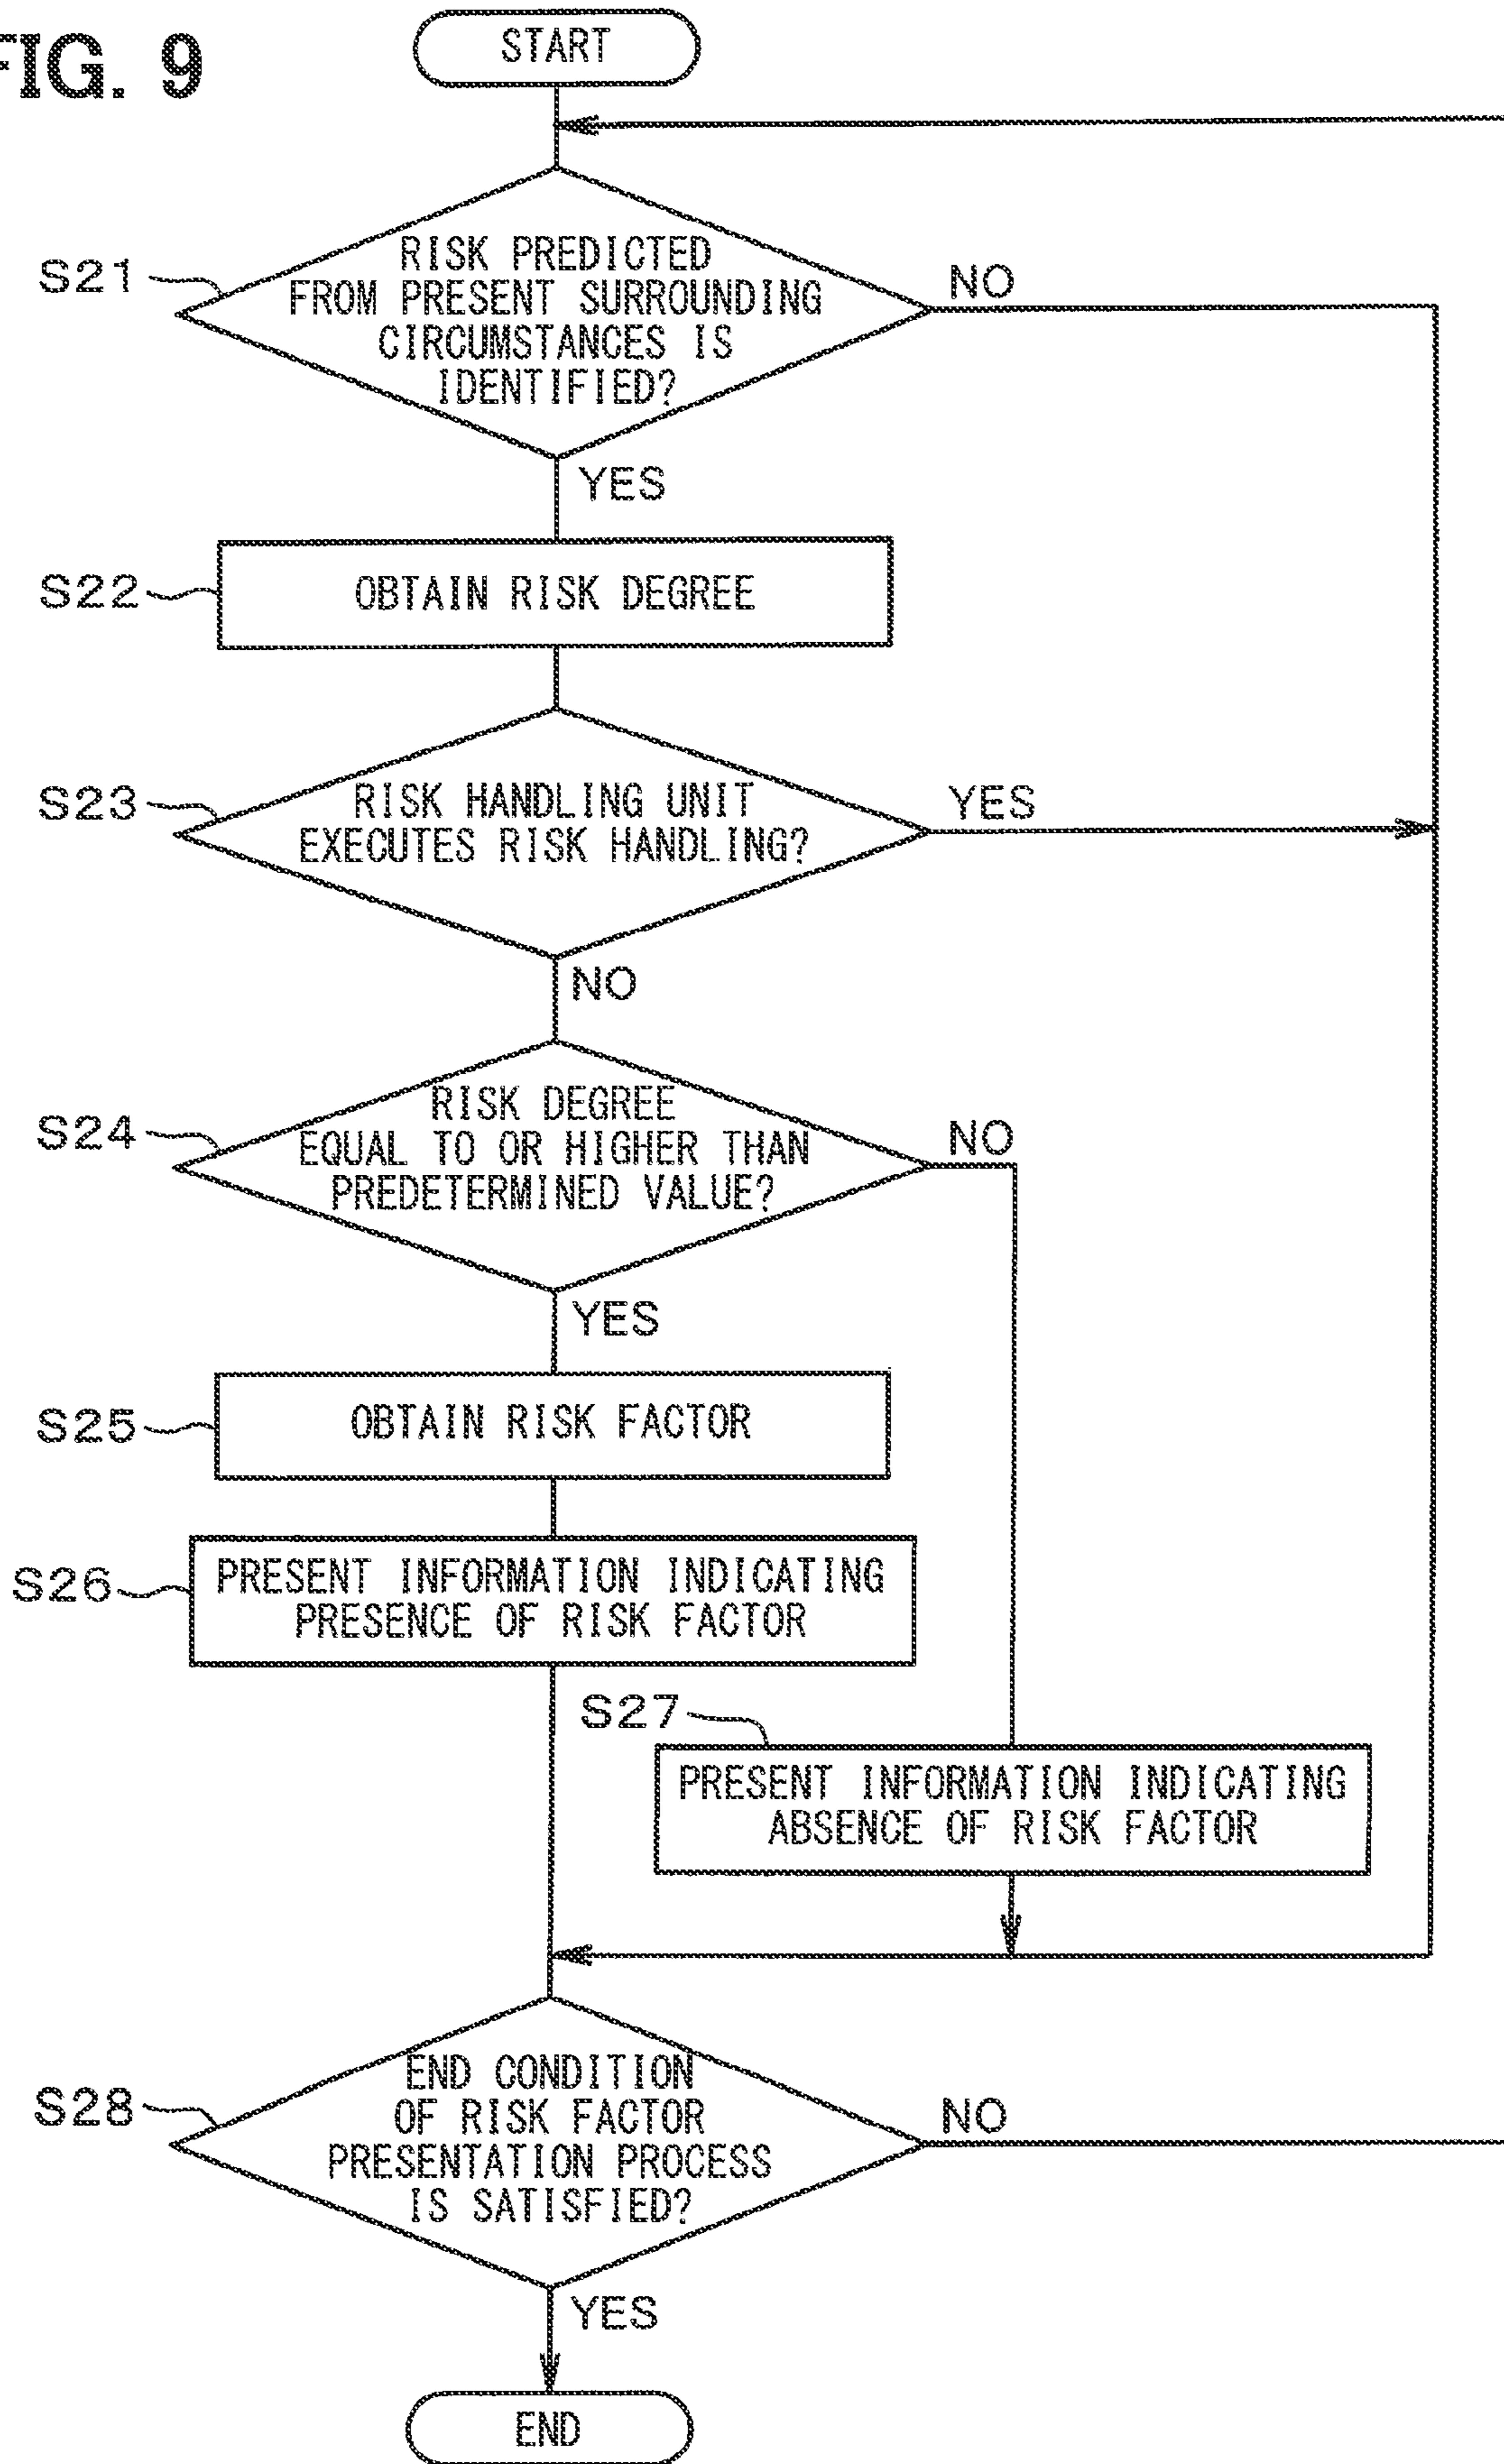 FIG. 9
START
S21
RISK PREDICTED
FROM PRESENT SURROUNDING
CIRCUMSTANCES IS
IDENTIFIED?
NO
YES
S22
OBTAIN RISK DEGREE
S23
RISK HANDLING UNIT
EXECUTES RISK HANDLING?
YES
NO
S24
RISK DEGREE
EQUAL TO OR HIGHER THAN
PREDETERMINED VALUE?
NO
YES
S25
OBTAIN RISK FACTOR
S26
PRESENT INFORMATION INDICATING
PRESENCE OF RISK FACTOR
S27
PRESENT INFORMATION INDICATING
ABSENCE OF RISK FACTOR
S28
END CONDITION
OF RISK FACTOR
PRESENTATION PROCESS
IS SATISFIED?
NO
YES
END